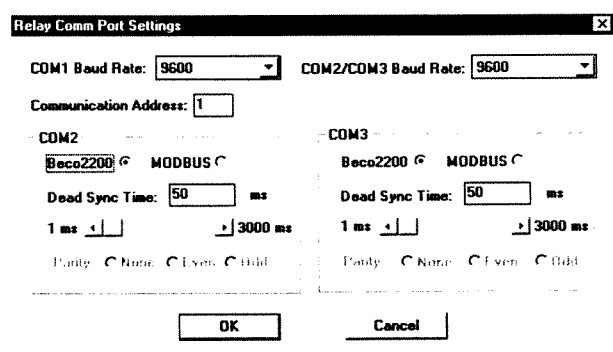 Relay Comm Port Settings
COM1 Baud Rate: 9600 COM2/COM3 Baud Rate: 9600
Communication Address: 1
COM2
Beco2200 MODBUS
Dead Sync Time: 50 ms
1 ms 3000 ms
Parity None Even Odd
COM3
Beco2200 MODBUS
Dead Sync Time: 50 ms
1 ms 3000 ms
Parity None Even Odd
OK Cancel